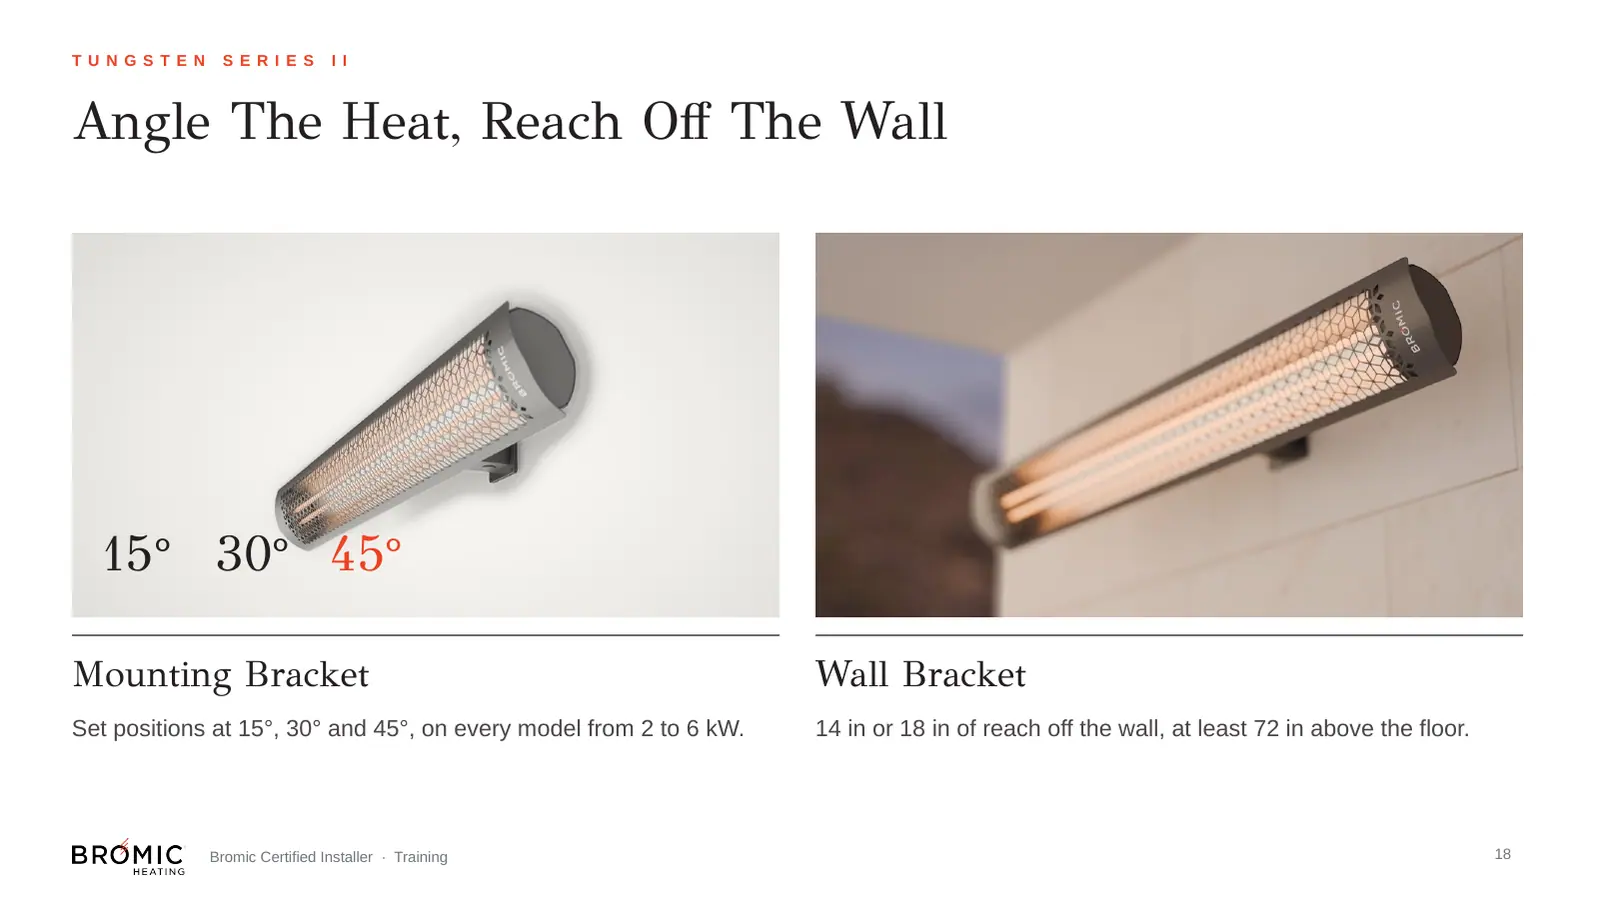 TUNGSTEN SERIES II
Angle The Heat, Reach Off The Wall
BROMIC
15° 30° 45°
BROMIC
Mounting Bracket
Set positions at 15°, 30° and 45°, on every model from 2 to 6 kW.
Wall Bracket
14 in or 18 in of reach off the wall, at least 72 in above the floor.
BROMIC
HEATING
Bromic Certified Installer · Training
18